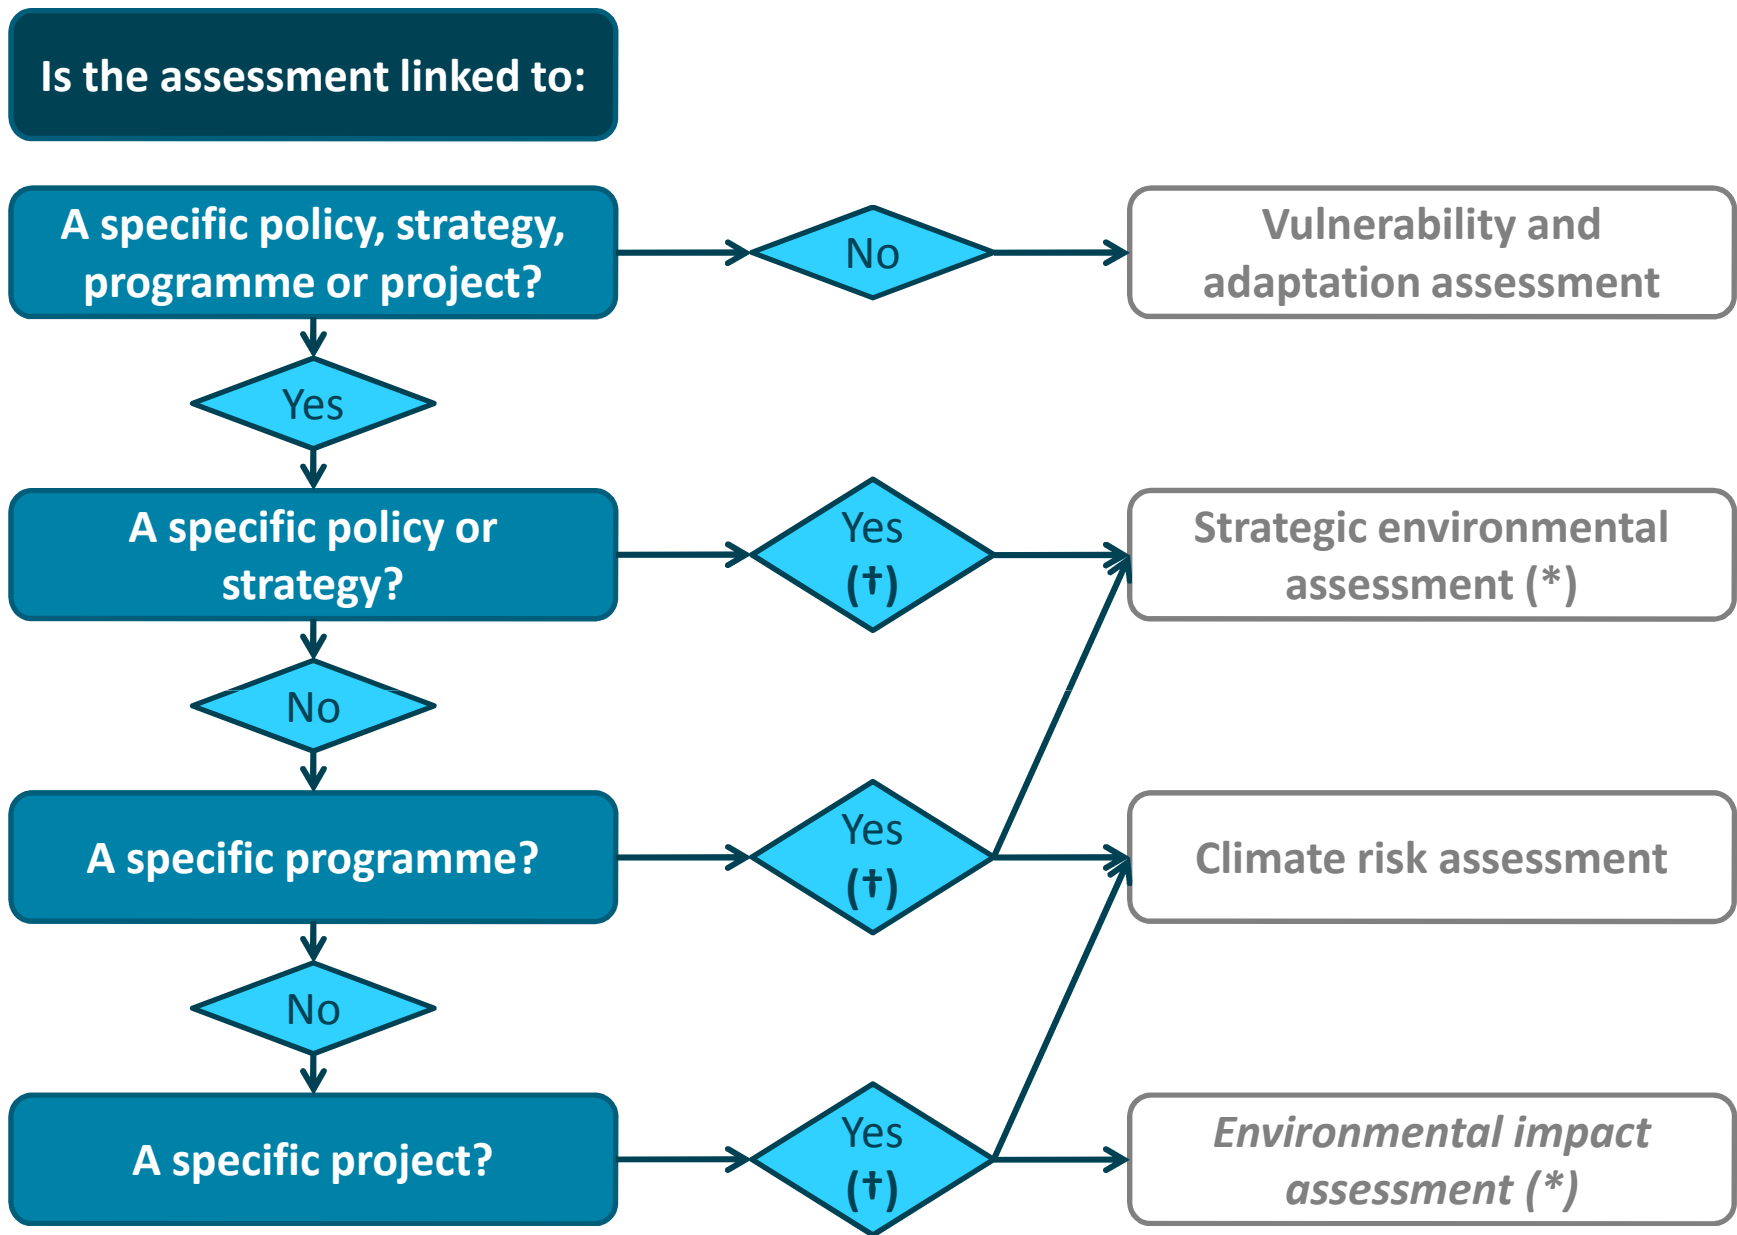 Is the assessment linked to:
A specific policy, strategy,
programme or project?
No
Vulnerability and
adaptation assessment
Yes
A specific policy or
strategy?
Yes
(†)
Strategic environmental
assessment (*)
No
A specific programme?
Yes
(†)
Climate risk assessment
No
A specific project?
Yes
(†)
Environmental impact
assessment (*)